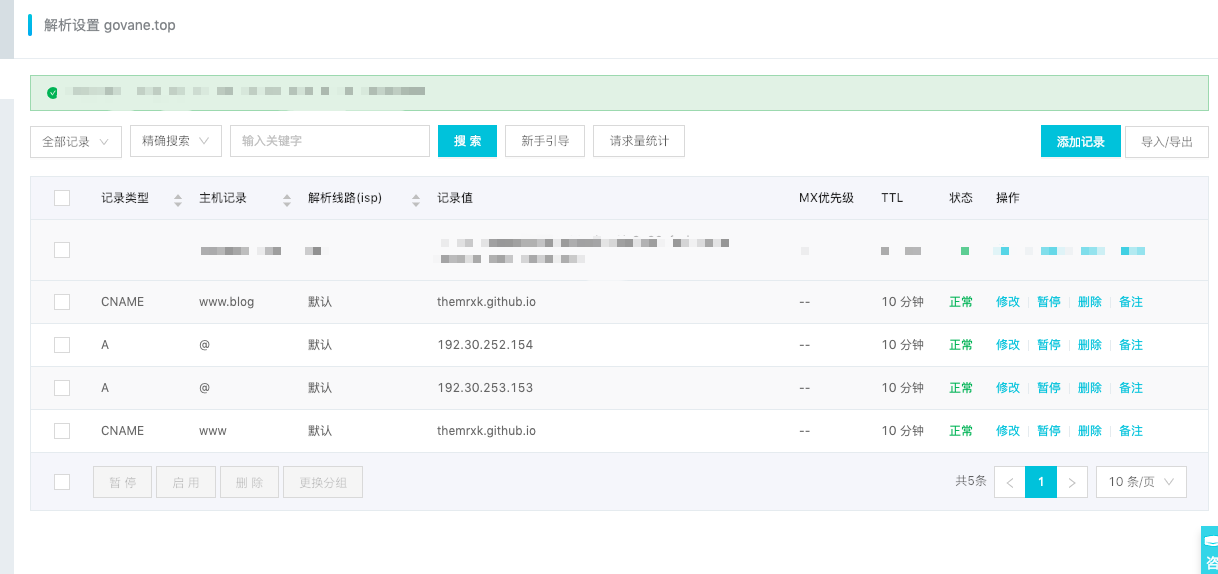 解析设置 govane.top
全部记录 精确搜索 输入关键字 搜 索 新手引导 请求量统计 添加记录 导入/导出
记录类型 主机记录 解析线路(isp) 记录值 MX优先级 TTL 状态 操作
CNAME www.blog 默认 themrxk.github.io -- 10 分钟 正常 修改 暂停 删除 备注
A @ 默认 192.30.252.154 -- 10 分钟 正常 修改 暂停 删除 备注
A @ 默认 192.30.253.153 -- 10 分钟 正常 修改 暂停 删除 备注
CNAME www 默认 themrxk.github.io -- 10 分钟 正常 修改 暂停 删除 备注
暂 停 启 用 删 除 更换分组 共5条 < 1 > 10 条/页
咨